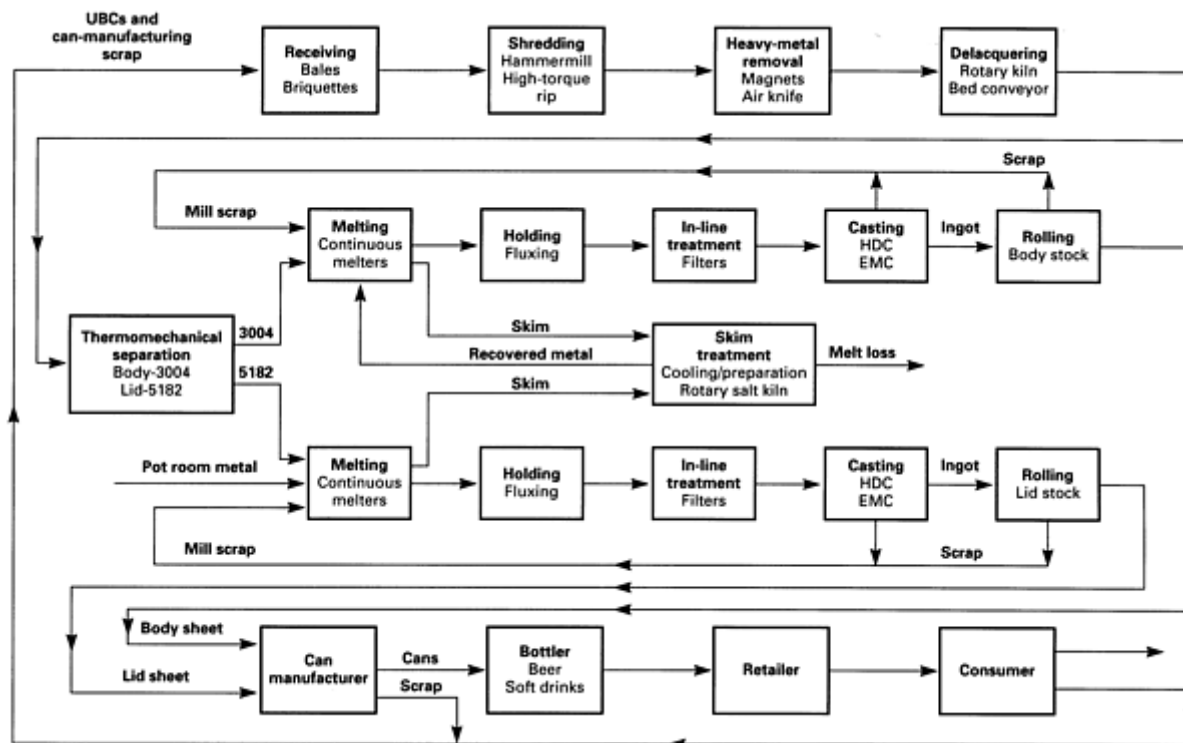 UBCs and
can-manufacturing
scrap
Receiving
Bales
Briquettes
Shredding
Hammermill
High-torque
rip
Heavy-metal
removal
Magnets
Air knife
Delacquering
Rotary kiln
Bed conveyor
Scrap
Mill scrap
Melting
Continuous
melters
Holding
Fluxing
In-line
treatment
Filters
Casting
HDC
EMC
Ingot
Rolling
Body stock
Thermomechanical
separation
Body-3004
Lid-5182
3004
5182
Skim
Recovered metal
Skim
Skim
treatment
Cooling/preparation
Rotary salt kiln
Melt loss
Pot room metal
Melting
Continuous
melters
Holding
Fluxing
In-line
treatment
Filters
Casting
HDC
EMC
Ingot
Rolling
Lid stock
Mill scrap
Scrap
Body sheet
Lid sheet
Can
manufacturer
Cans
Scrap
Bottler
Beer
Soft drinks
Retailer
Consumer